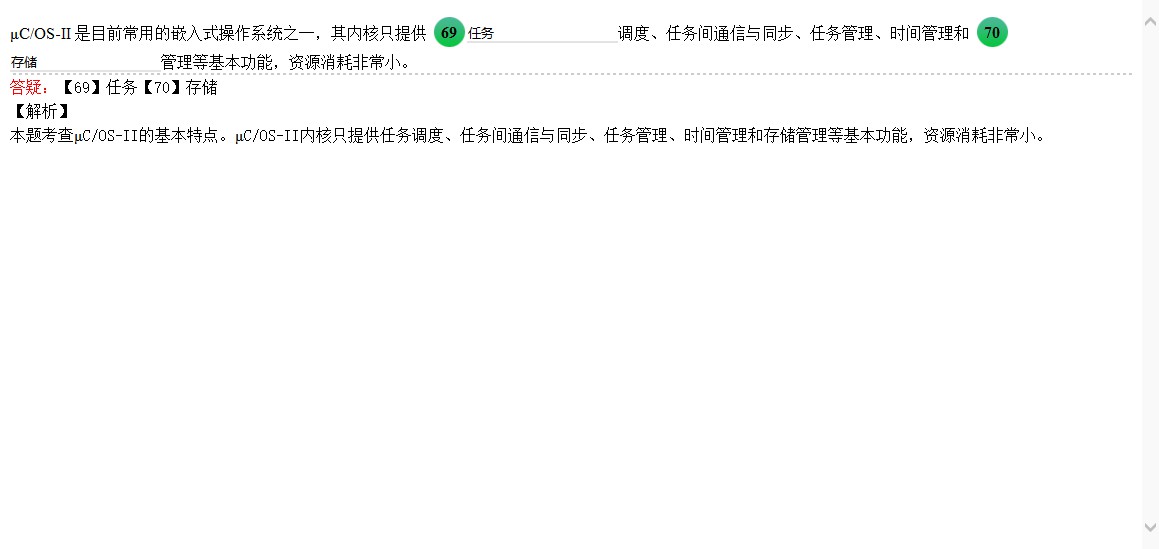 μC/OS-II 是目前常用的嵌入式操作系统之一，其内核只提供 69 任务 调度、任务间通信与同步、任务管理、时间管理和 70
存储 管理等基本功能，资源消耗非常小。
答疑：【69】任务【70】存储
【解析】
本题考查μC/OS-II的基本特点。μC/OS-II内核只提供任务调度、任务间通信与同步、任务管理、时间管理和存储管理等基本功能，资源消耗非常小。